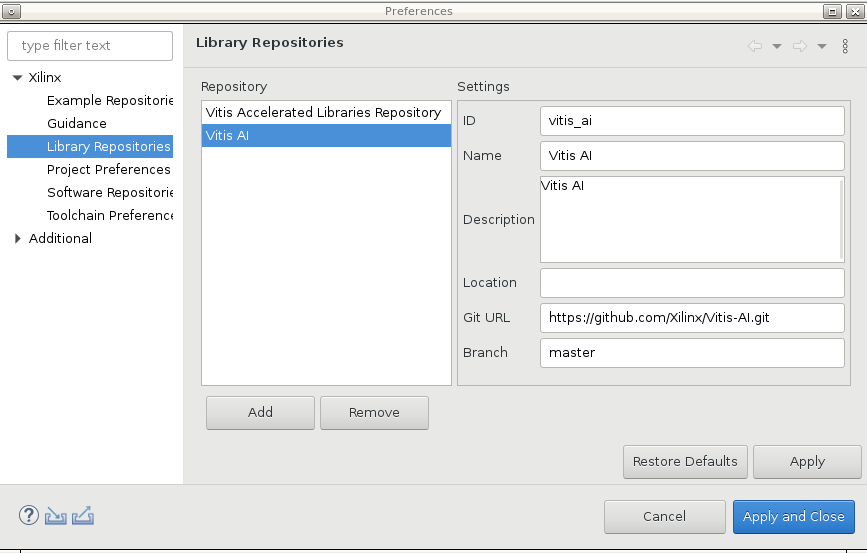 Preferences
type filter text
Xilinx
Example Repositorie
Guidance
Library Repositories
Project Preferences
Software Repositorie
Toolchain Preference
Additional
Library Repositories
Repository
Vitis Accelerated Libraries Repository
Vitis AI
Add
Remove
Settings
ID
vitis_ai
Name
Vitis AI
Description
Vitis AI
Location
Git URL
https://github.com/Xilinx/Vitis-AI.git
Branch
master
Restore Defaults
Apply
?
Cancel
Apply and Close